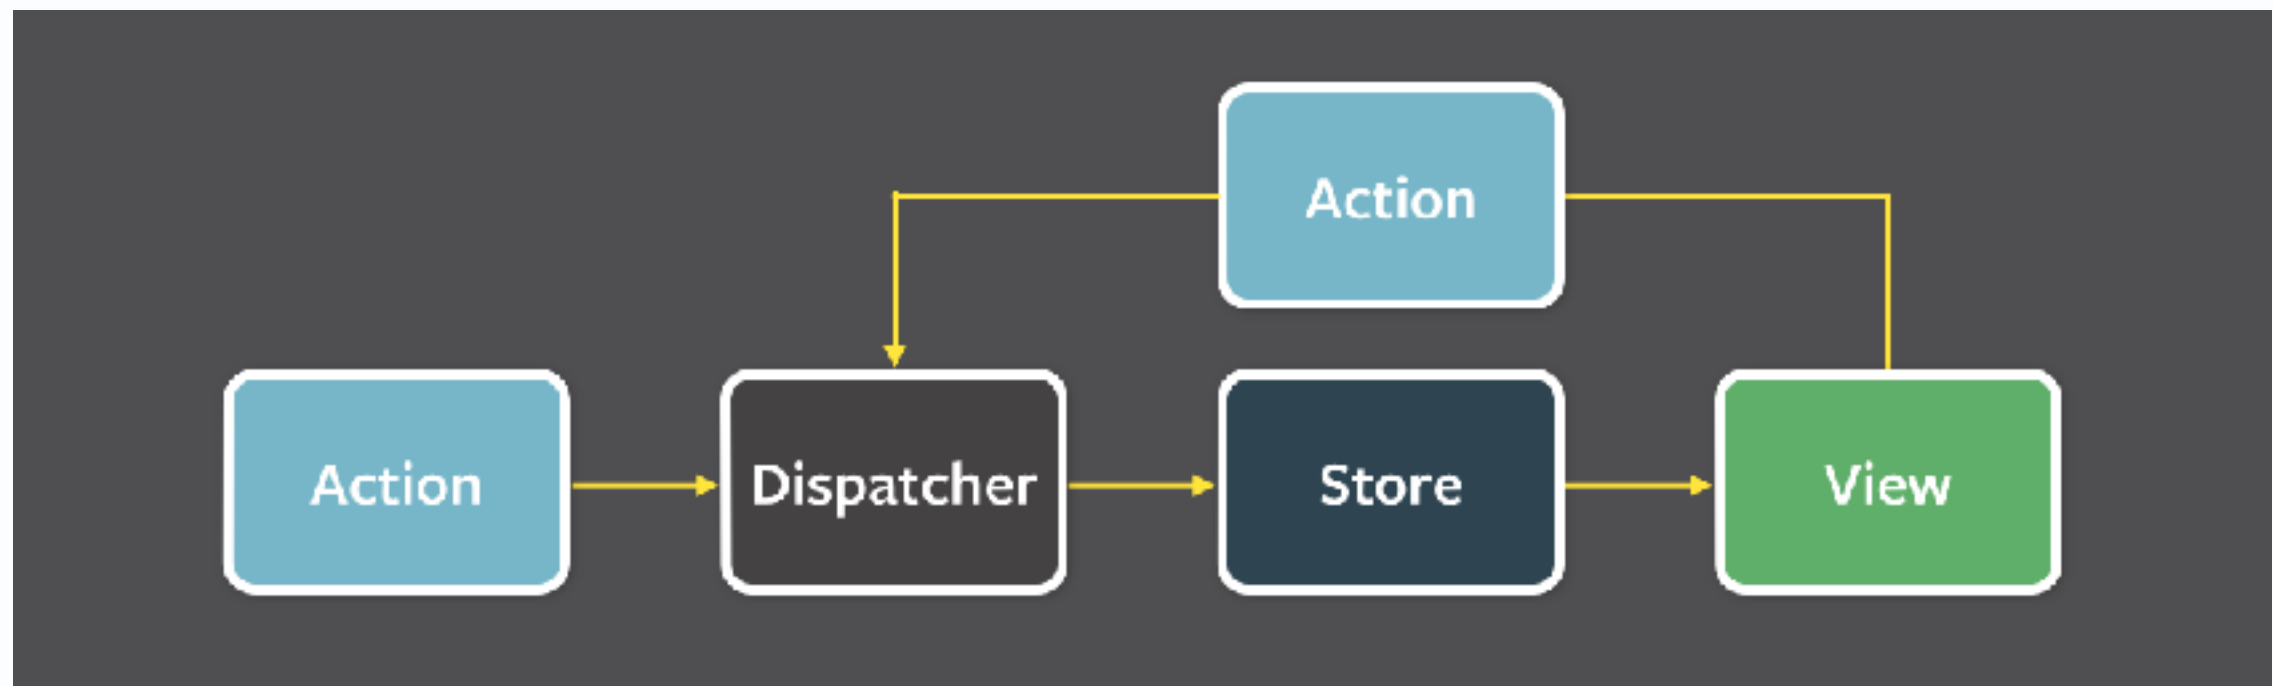 Action
Action
Dispatcher
Store
View